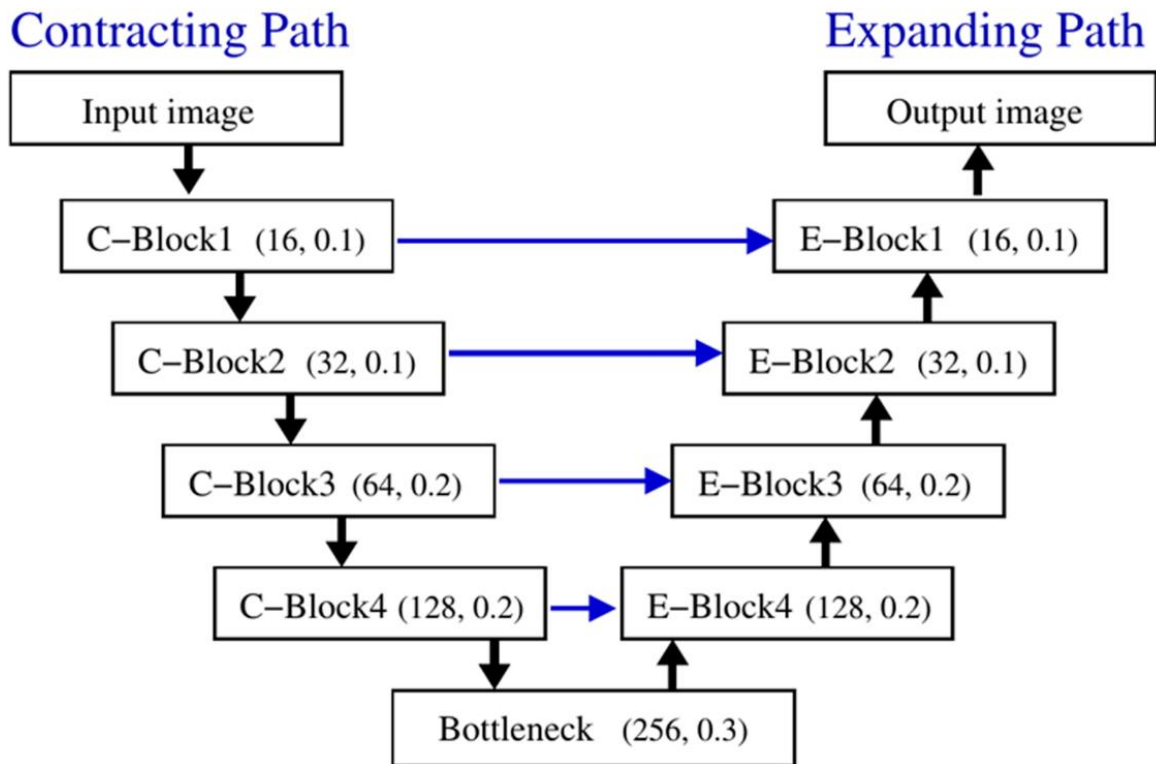 Contracting Path
Expanding Path
Input image
Output image
C−Block1 (16, 0.1)
E−Block1 (16, 0.1)
C−Block2 (32, 0.1)
E−Block2 (32, 0.1)
C−Block3 (64, 0.2)
E−Block3 (64, 0.2)
C−Block4 (128, 0.2)
E−Block4 (128, 0.2)
Bottleneck (256, 0.3)